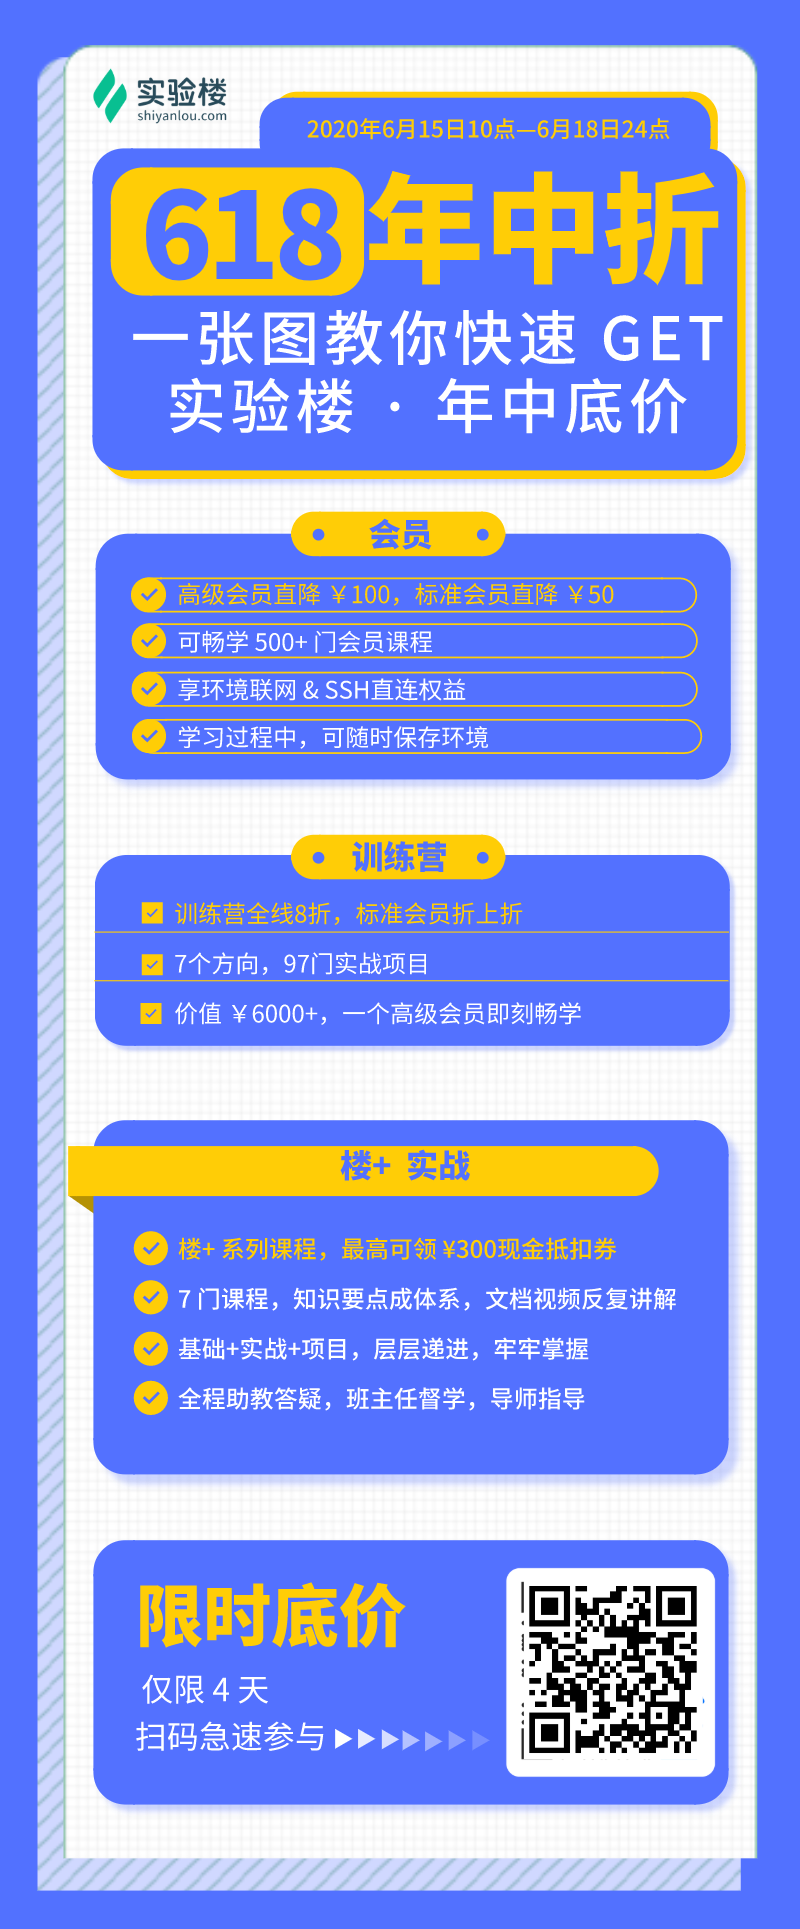 实验楼
shiyanlou.com
2020年6月15日10点—6月18日24点
618年中折
一张图教你快速 GET
实验楼 · 年中底价
会员
高级会员直降 ￥100，标准会员直降 ￥50
可畅学 500+ 门会员课程
享环境联网 & SSH直连权益
学习过程中，可随时保存环境
训练营
训练营全线8折，标准会员折上折
7个方向，97门实战项目
价值 ￥6000+，一个高级会员即刻畅学
楼+ 实战
楼+ 系列课程，最高可领 ¥300现金抵扣券
7 门课程，知识要点成体系，文档视频反复讲解
基础+实战+项目，层层递进，牢牢掌握
全程助教答疑，班主任督学，导师指导
限时底价
仅限 4 天
扫码急速参与